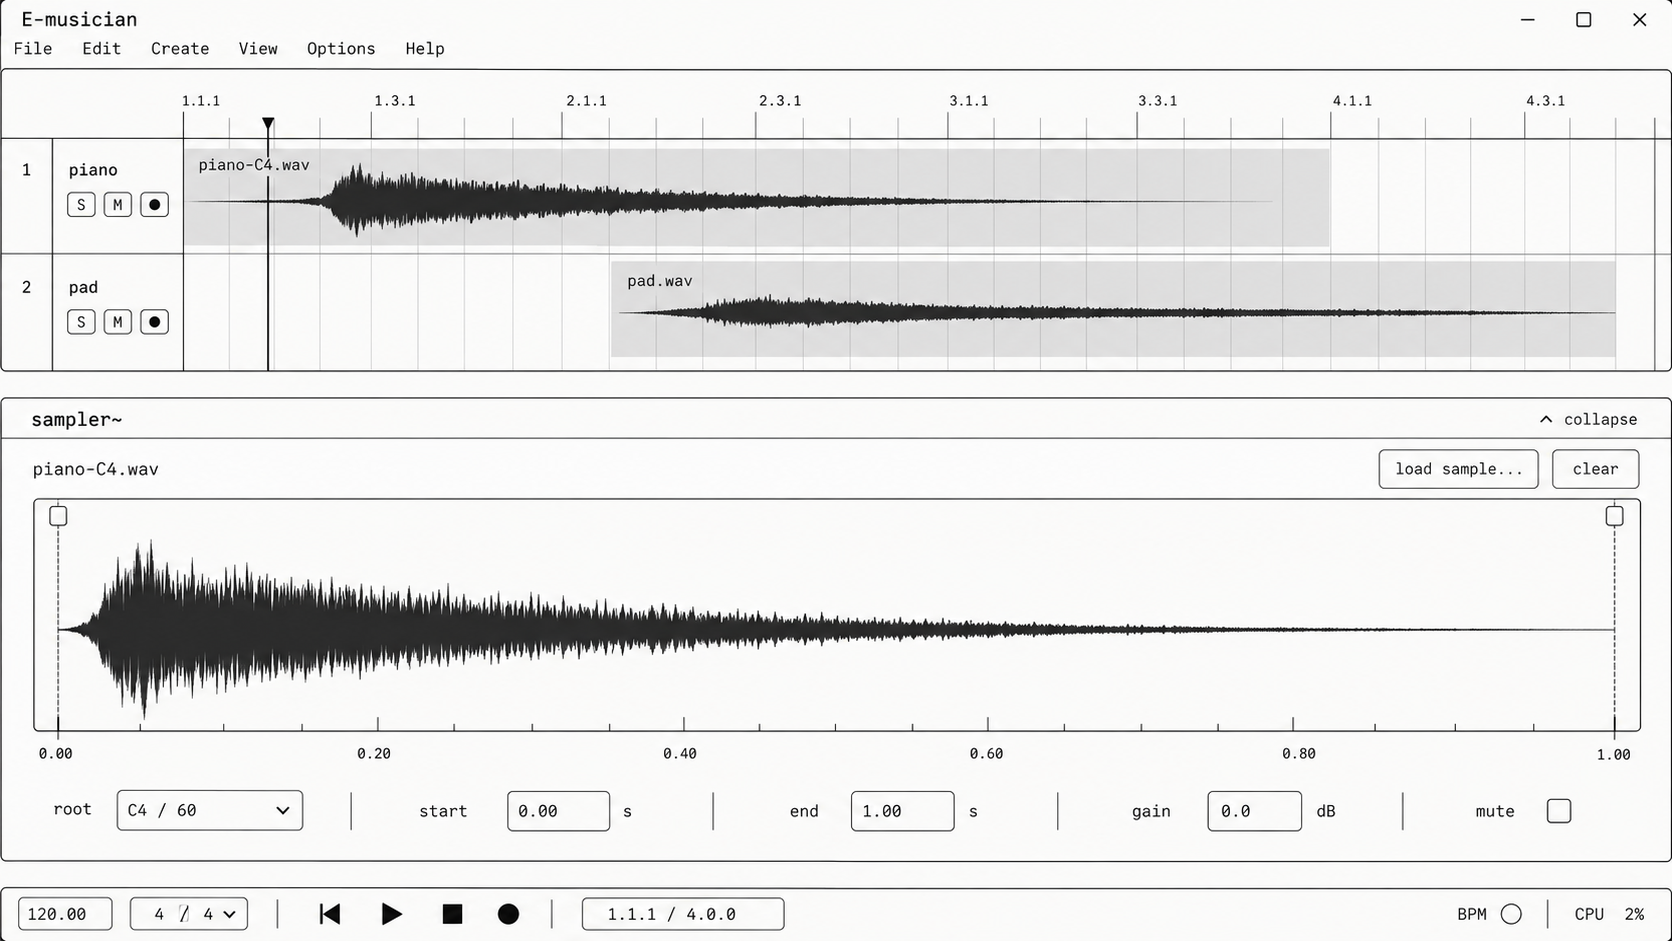 E-musician
File Edit Create View Options Help
1.1.1 1.3.1 2.1.1 2.3.1 3.1.1 3.3.1 4.1.1 4.3.1
1 piano
S M
piano-C4.wav
2 pad
S M
pad.wav
sampler~ collapse
piano-C4.wav load sample... clear
0.00 0.20 0.40 0.60 0.80 1.00
root C4 / 60 start 0.00 s end 1.00 s gain 0.0 dB mute
120.00 4 / 4 1.1.1 / 4.0.0 BPM CPU 2%